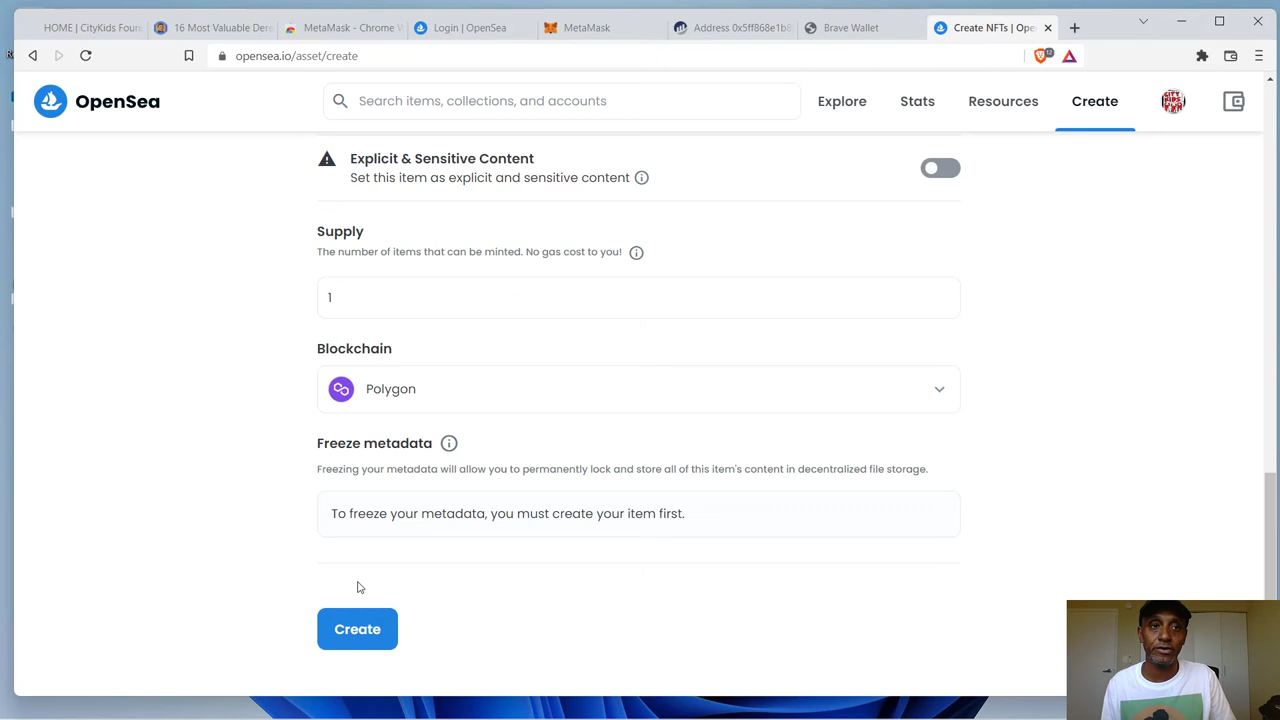 HOME | CityKids Foun
16 Most Valuable Dere
MetaMask - Chrome W
Login | OpenSea
MetaMask
Address 0x5ff868e1b8
Brave Wallet
Create NFTs | Ope
opensea.io/asset/create
12
OpenSea
Search items, collections, and accounts
Explore
Stats
Resources
Create
Explicit & Sensitive Content
Set this item as explicit and sensitive content
Supply
The number of items that can be minted. No gas cost to you!
1
Blockchain
Polygon
Freeze metadata
Freezing your metadata will allow you to permanently lock and store all of this item's content in decentralized file storage.
To freeze your metadata, you must create your item first.
Create